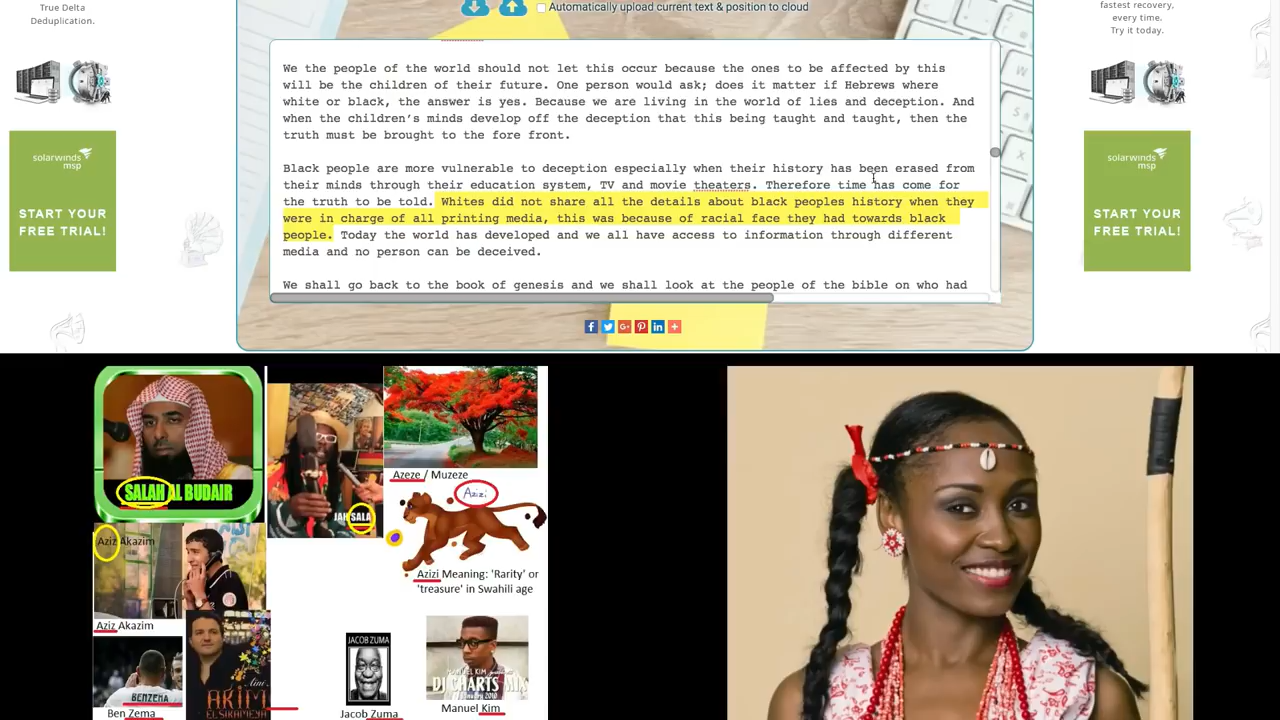 True Delta
Deduplication.
solarwinds
msp
START YOUR
FREE TRIAL!
Automatically upload current text & position to cloud
We the people of the world should not let this occur because the ones to be affected by this
will be the children of their future. One person would ask; does it matter if Hebrews where
white or black, the answer is yes. Because we are living in the world of lies and deception. And
when the children's minds develop off the deception that this being taught and taught, then the
truth must be brought to the fore front.
Black people are more vulnerable to deception especially when their history has been erased from
their minds through their education system, TV and movie theaters. Therefore time has come for
the truth to be told. Whites did not share all the details about black peoples history when they
were in charge of all printing media, this was because of racial face they had towards black
people. Today the world has developed and we all have access to information through different
media and no person can be deceived.
We shall go back to the book of genesis and we shall look at the people of the bible on who had
fastest recovery,
every time.
Try it today.
solarwinds
msp
START YOUR
FREE TRIAL!
SALAH AL BUDAIR
JAH SALA
Azeze / Muzeze
Azizi
Azizi Meaning: 'Rarity' or
'treasure' in Swahili age
Aziz Akazim
Aziz Akazim
BENZEMA
Ben Zema
AKIM
EL SIKAMEYA
JACOB ZUMA
Jacob Zuma
MANUEL KIM
DJ CHARTS MIX
Manuel Kim